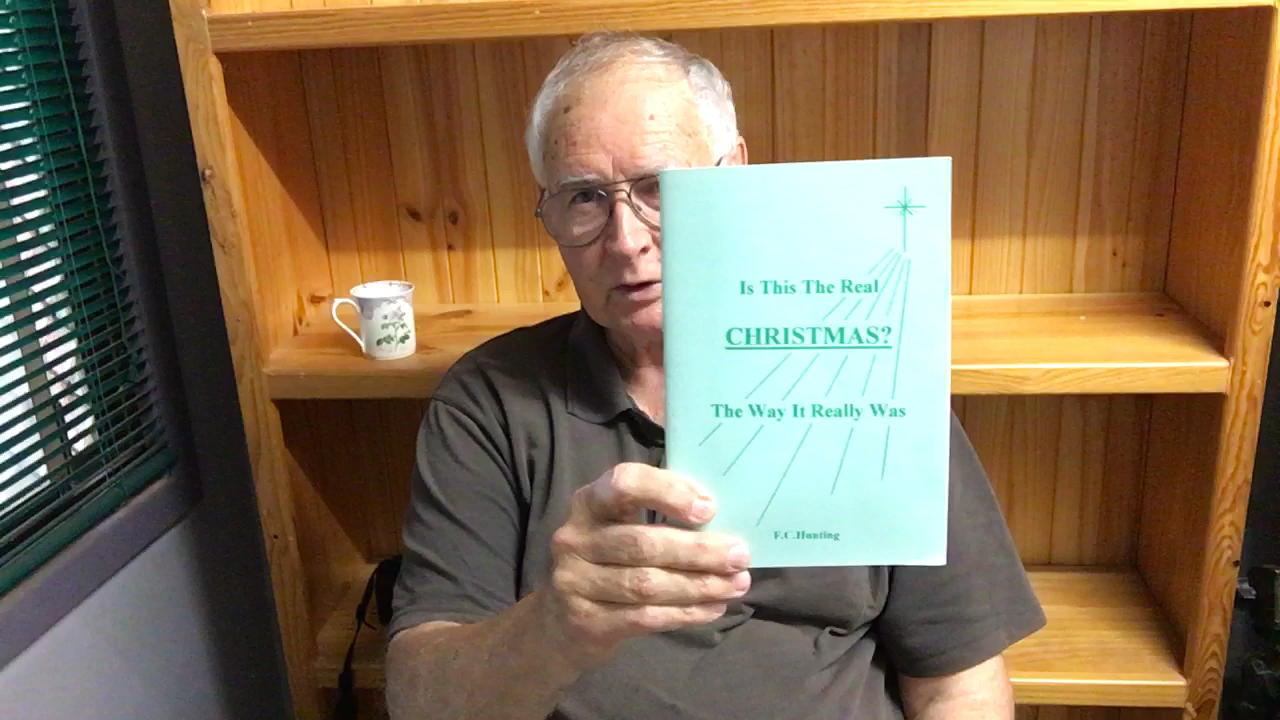 Is This The Real
CHRISTMAS?
The Way It Really Was
F.C.Hunting